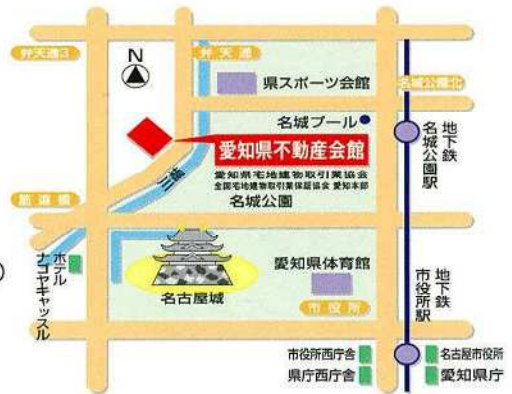 弁天通3
弁天通
N
県スポーツ会館
名城公園北
名城プール
地下鉄
名城公園駅
愛知県不動産会館
愛知県宅地建物取引業協会
全国宅地建物取引業保証協会 愛知本部
堀川
名城公園
筋違橋
ホテル
ナゴヤキャッスル
名古屋城
愛知県体育館
市役所
地下鉄
市役所駅
市役所西庁舎
名古屋市役所
県庁西庁舎
愛知県庁